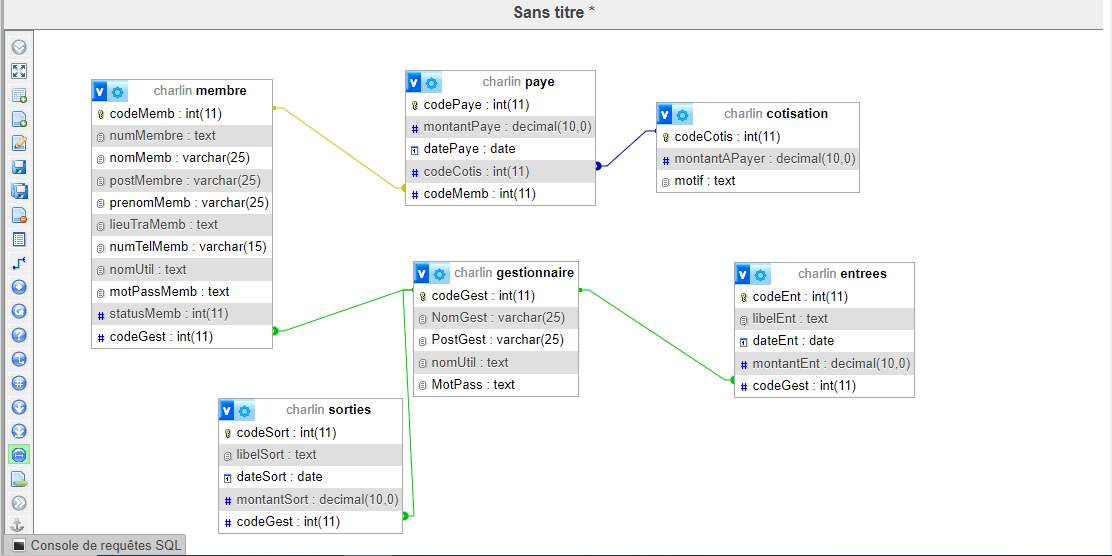 Sans titre *
v charlin membre
codeMemb : int(11)
numMembre : text
nomMemb : varchar(25)
postMembre : varchar(25)
prenomMemb : varchar(25)
lieuTraMemb : text
numTelMemb : varchar(15)
nomUtil : text
motPassMemb : text
statusMemb : int(11)
codeGest : int(11)
v charlin paye
codePaye : int(11)
montantPaye : decimal(10,0)
datePaye : date
codeCotis : int(11)
codeMemb : int(11)
v charlin cotisation
codeCotis : int(11)
montantAPayer : decimal(10,0)
motif : text
v charlin gestionnaire
codeGest : int(11)
NomGest : varchar(25)
PostGest : varchar(25)
nomUtil : text
MotPass : text
v charlin entrees
codeEnt : int(11)
libelEnt : text
dateEnt : date
montantEnt : decimal(10,0)
codeGest : int(11)
v charlin sorties
codeSort : int(11)
libelSort : text
dateSort : date
montantSort : decimal(10,0)
codeGest : int(11)
Console de requêtes SQL